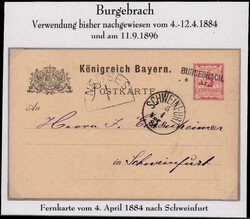 Burgebrach
Verwendung bisher nachgewiesen vom 4.-12.4.1884
und am 11.9.1896
Königreich Bayern.
BURGEBRACH.
POSTKARTE
SCHWEINFURT
An
Herrn
in Schweinfurt
Fernkarte vom 4. April 1884 nach Schweinfurt